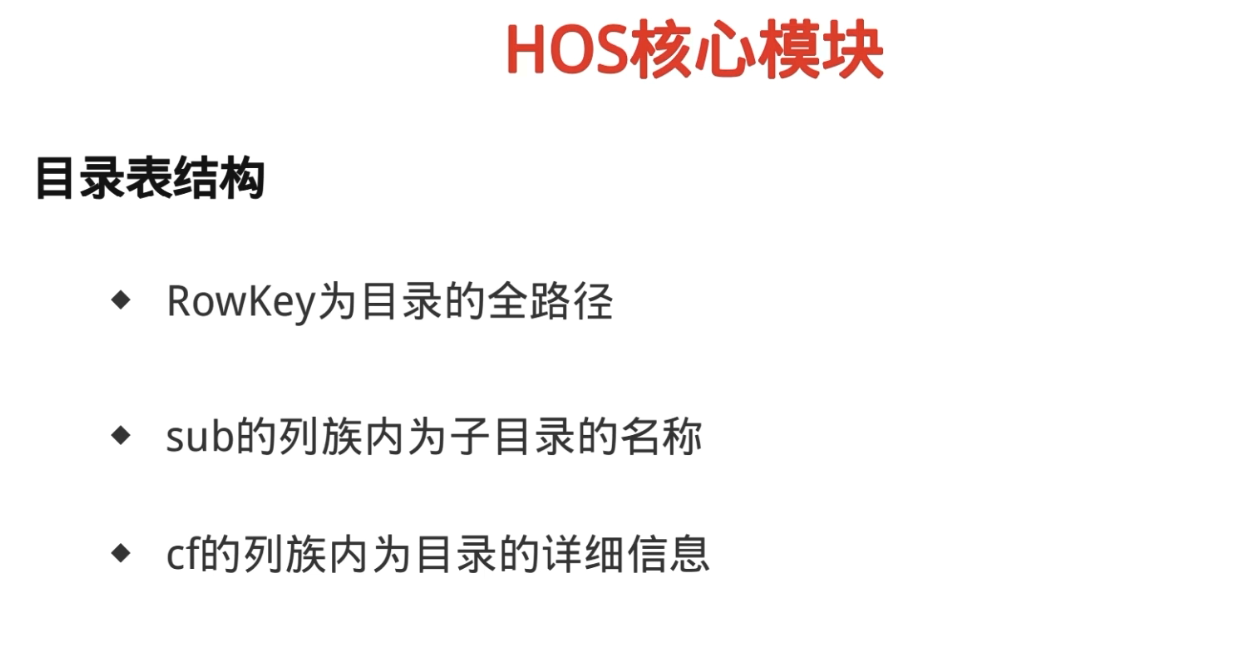 HOS核心模块
目录表结构
◆ RowKey为目录的全路径
◆ sub的列族内为子目录的名称
◆ cf的列族内为目录的详细信息